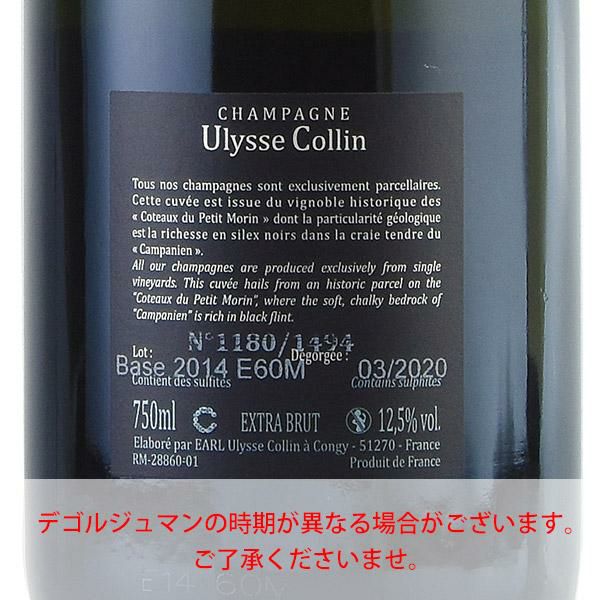 CHAMPAGNE
Ulysse Collin
Tous nos champagnes sont exclusivement parcellaires.
Cette cuvée est issue du vignoble historique des
« Coteaux du Petit Morin » dont la particularité géologique
est la richesse en silex noirs dans la craie tendre du
« Campanien ».
All our champagnes are produced exclusively from single
vineyards. This cuvée hails from an historic parcel on the
"Coteaux du Petit Morin", where the soft, chalky bedrock of
"Campanien" is rich in black flint.
N°1180/1494
Lot : Dégorgée :
Base 2014 E60M 03/2020
Contient des sulfites Contains sulphites
750ml EXTRA BRUT 12,5% vol.
Elaboré par EARL Ulysse Collin à Congy - 51270 - France
RM-28860-01 Produit de France
デゴルジュマンの時期が異なる場合がございます。
ご了承くださいませ。
E14 60M